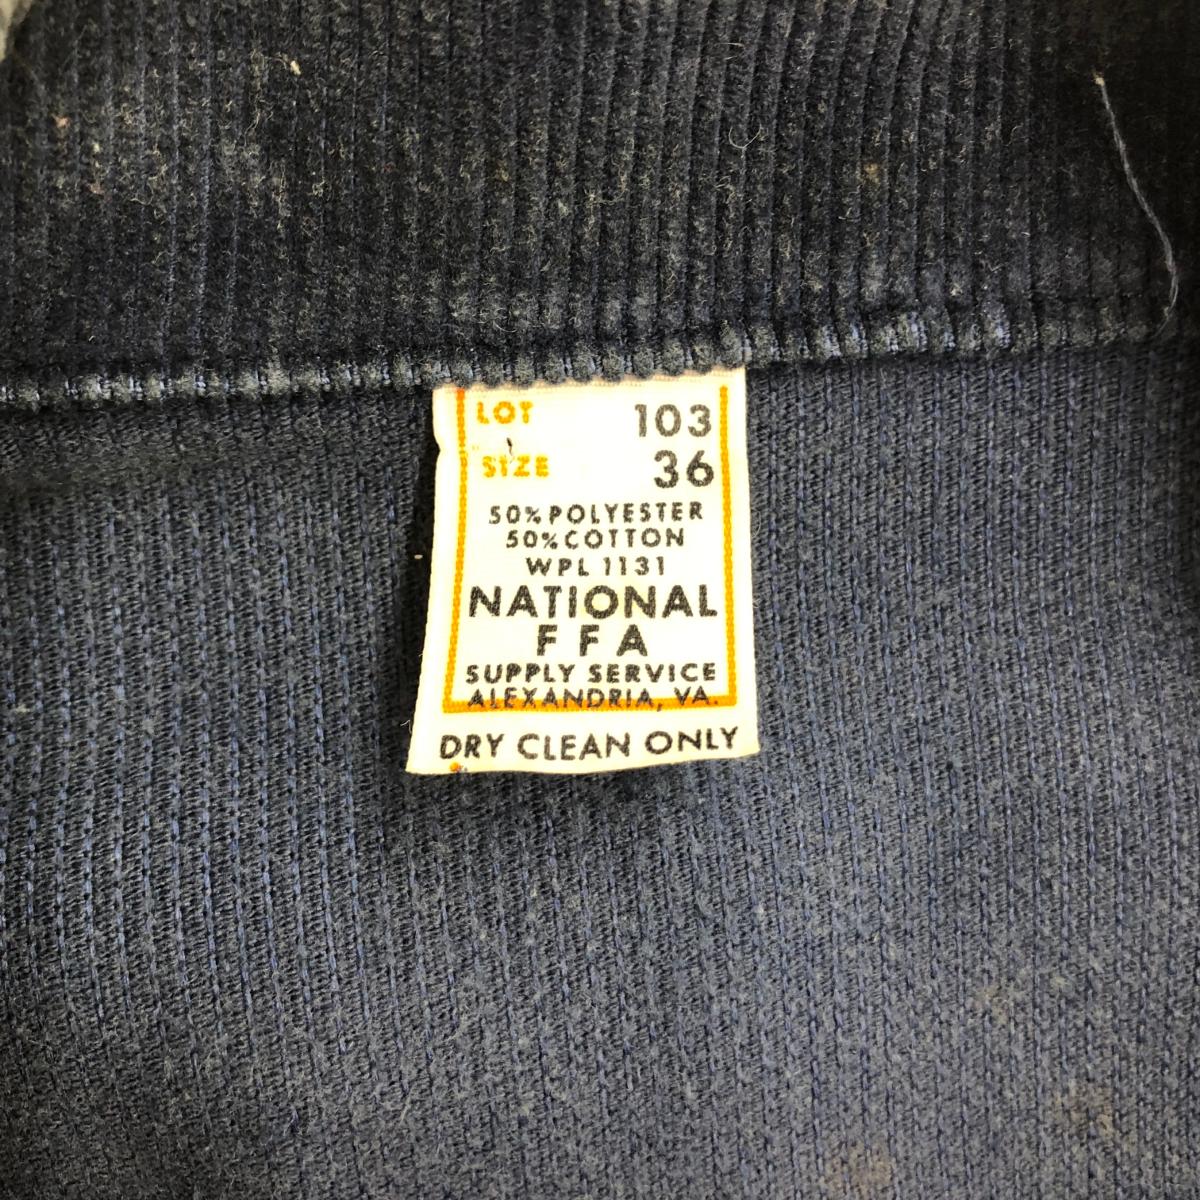 LOT 103
SIZE 36
50% POLYESTER
50% COTTON
WPL 1131
NATIONAL
FFA
SUPPLY SERVICE
ALEXANDRIA, VA.
DRY CLEAN ONLY